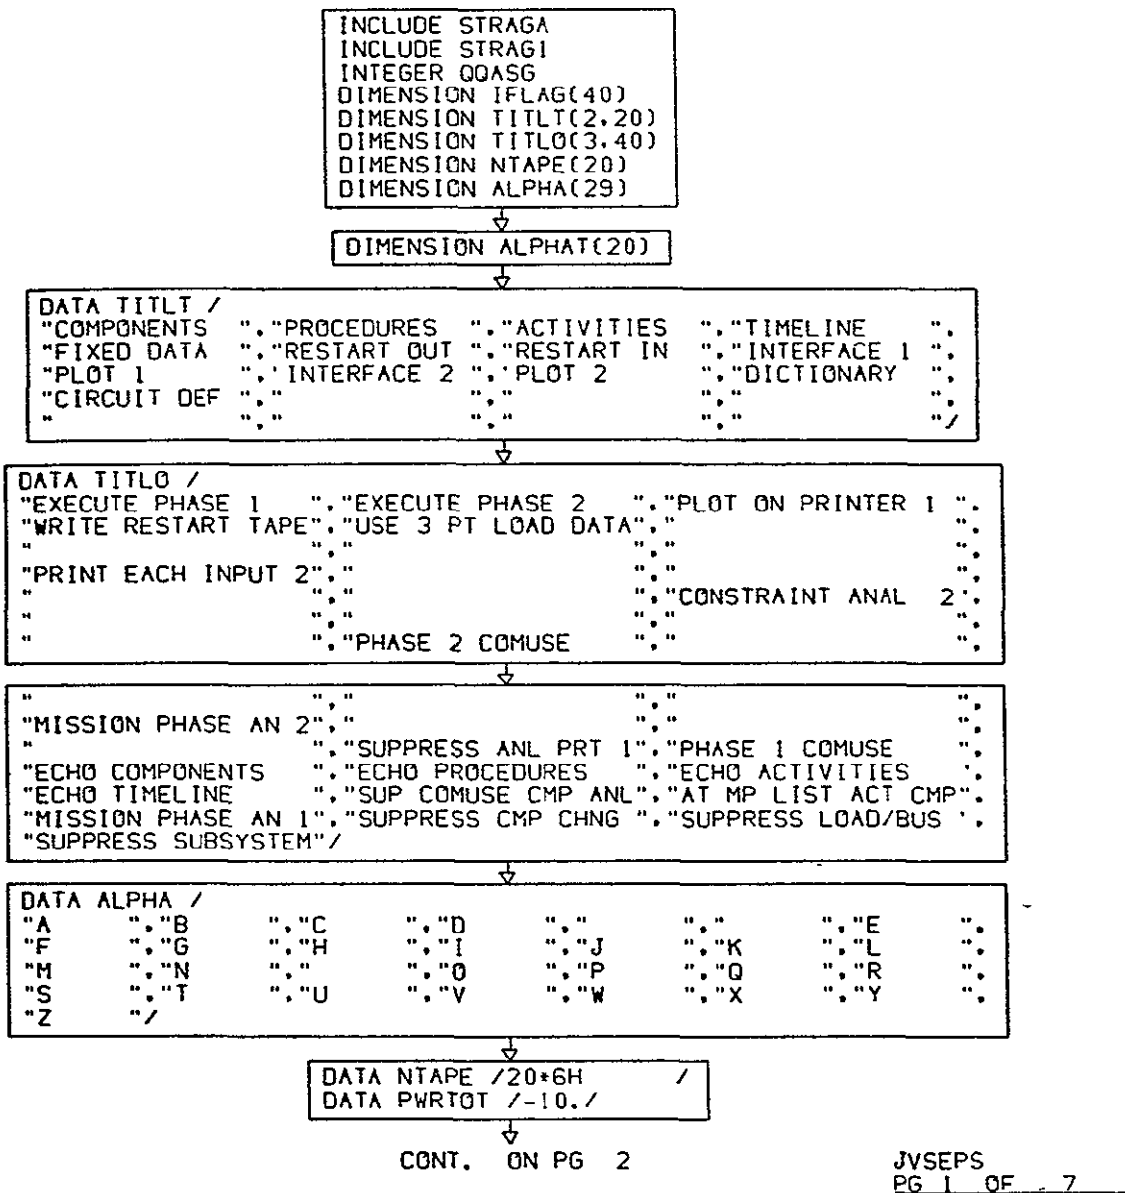 INCLUDE STRAGA
INCLUDE STRAGI
INTEGER QQASG
DIMENSION IFLAG(40)
DIMENSION TITLT(2,20)
DIMENSION TITLO(3,40)
DIMENSION NTAPE(20)
DIMENSION ALPHA(29)
DIMENSION ALPHAT(20)
DATA TITLT /
"COMPONENTS  ","PROCEDURES  ","ACTIVITIES  ","TIMELINE    ",
"FIXED DATA  ","RESTART OUT ","RESTART IN  ","INTERFACE 1 ",
"PLOT 1      ",'INTERFACE 2 ",'PLOT 2      ","DICTIONARY  ",
"CIRCUIT DEF ","            ","            ","            ",
"            ","            ","            ","            "/
DATA TITLO /
"EXECUTE PHASE 1   ","EXECUTE PHASE 2   ","PLOT ON PRINTER 1 ",
"WRITE RESTART TAPE","USE 3 PT LOAD DATA","                  ",
"                  ","                  ","                  ",
"PRINT EACH INPUT 2","                  ","                  ",
"                  ","                  ","CONSTRAINT ANAL  2',
"                  ","                  ","                  ",
"                  ","PHASE 2 COMUSE    ","                  ",
"                  ","                  ","                  ",
"MISSION PHASE AN 2","                  ","                  ",
"                  ","SUPPRESS ANL PRT 1","PHASE 1 COMUSE    ",
"ECHO COMPONENTS   ","ECHO PROCEDURES   ","ECHO ACTIVITIES   ',
"ECHO TIMELINE     ","SUP COMUSE CMP ANL","AT MP LIST ACT CMP",
"MISSION PHASE AN 1","SUPPRESS CMP CHNG ","SUPPRESS LOAD/BUS ',
"SUPPRESS SUBSYSTEM"/
DATA ALPHA /
"A     ","B     ","C     ","D     ","      ","      ","E     ",
"F     ","G     ","H     ","I     ","J     ","K     ","L     ",
"M     ","N     ","      ","O     ","P     ","Q     ","R     ",
"S     ","T     ","U     ","V     ","W     ","X     ","Y     ",
"Z     "/
DATA NTAPE /20*6H      /
DATA PWRTOT /-10./
CONT. ON PG 2
JVSEPS
PG 1 OF 7